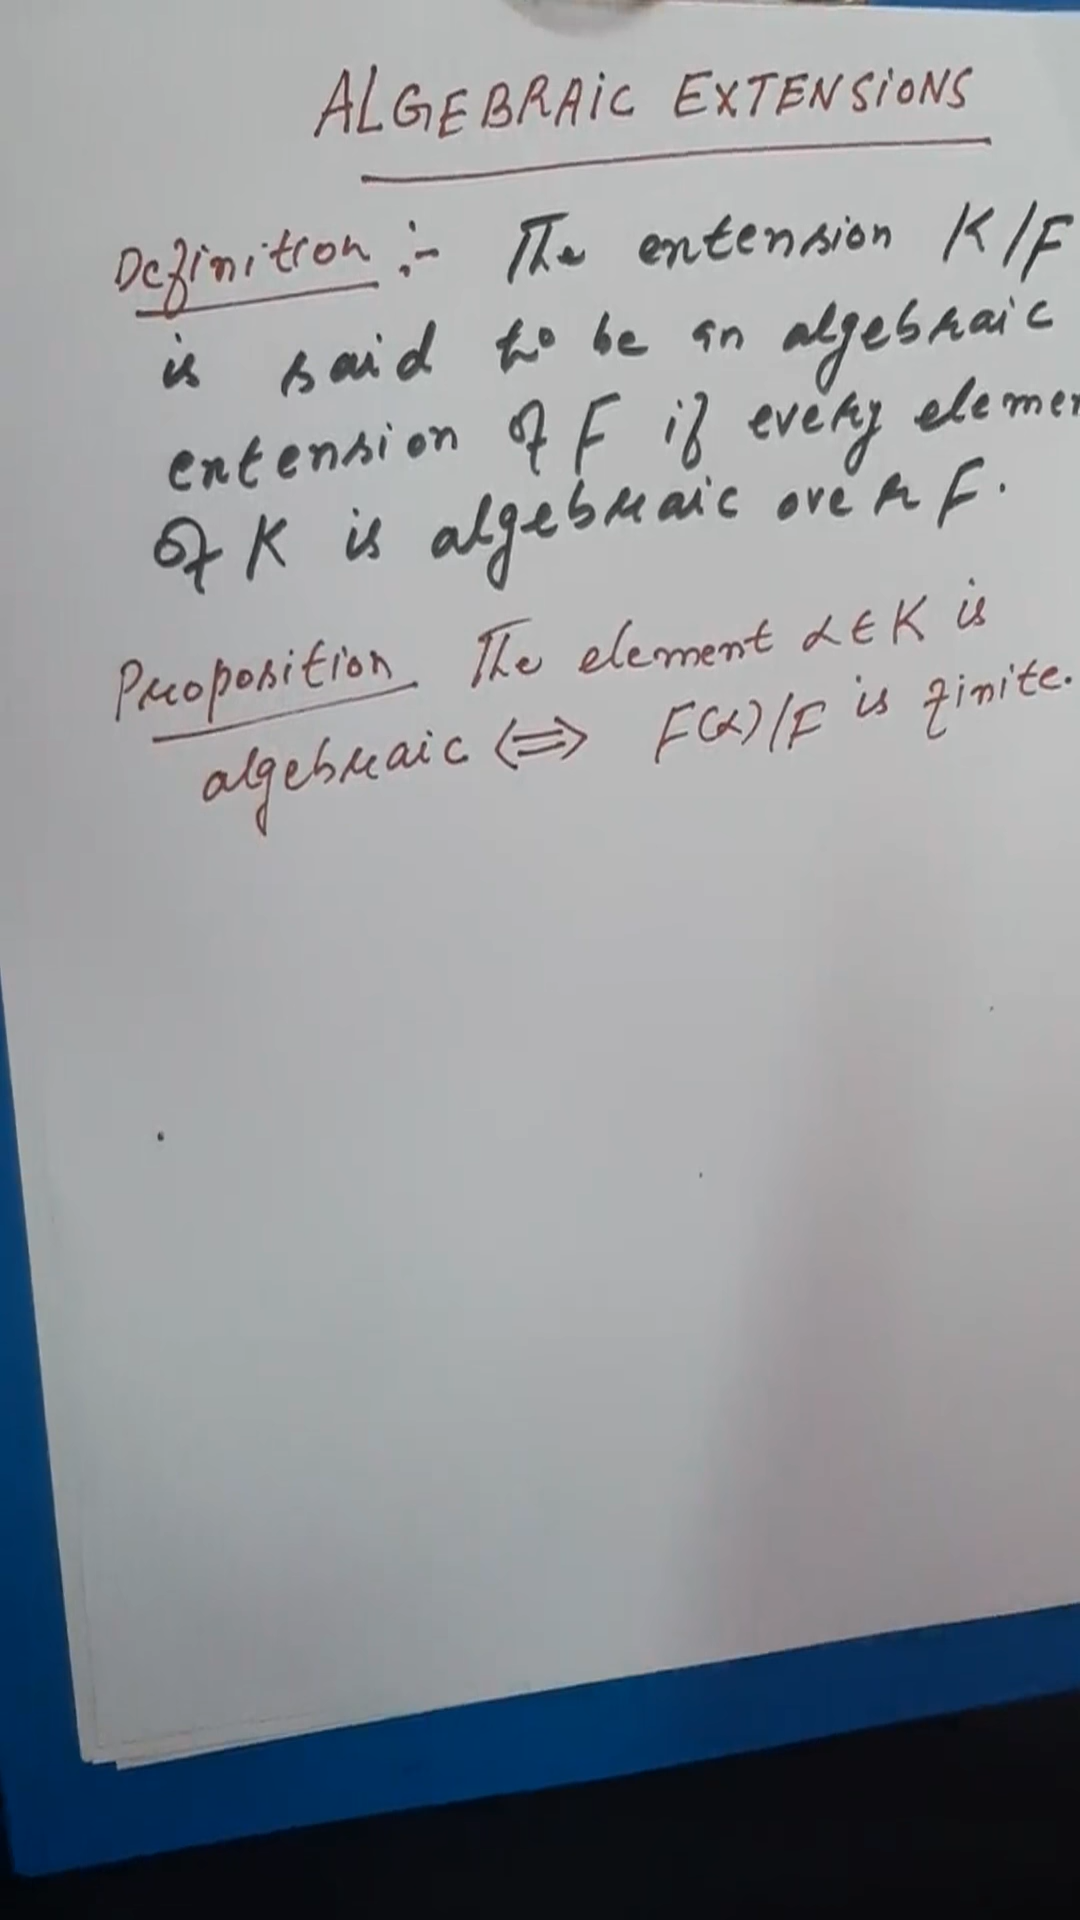 ALGEBRAIC EXTENSIONS
Definition :- The extension K/F
is said to be an algebraic
extension of F if every elemen
of K is algebraic over F.
Proposition The element α ∈ K is
algebraic ⟺ F(α)/F is finite.